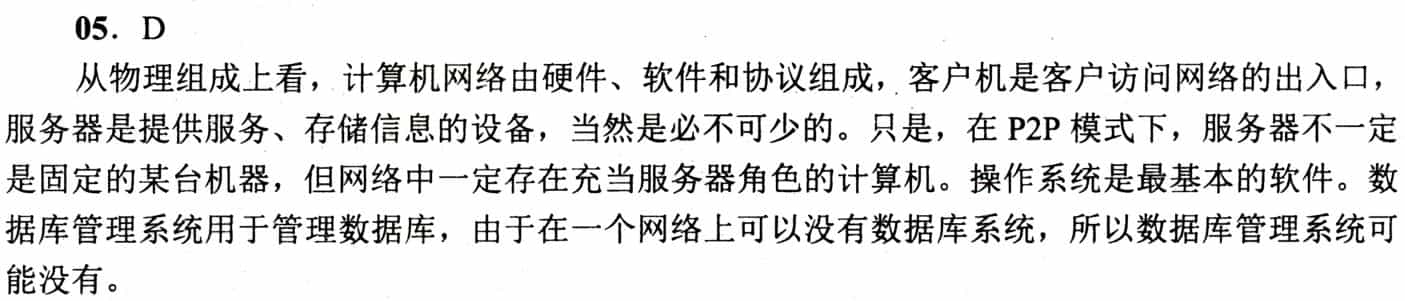 05. D
从物理组成上看，计算机网络由硬件、软件和协议组成，客户机是客户访问网络的出入口，
服务器是提供服务、存储信息的设备，当然是必不可少的。只是，在 P2P 模式下，服务器不一定
是固定的某台机器，但网络中一定存在充当服务器角色的计算机。操作系统是最基本的软件。数
据库管理系统用于管理数据库，由于在一个网络上可以没有数据库系统，所以数据库管理系统可
能没有。